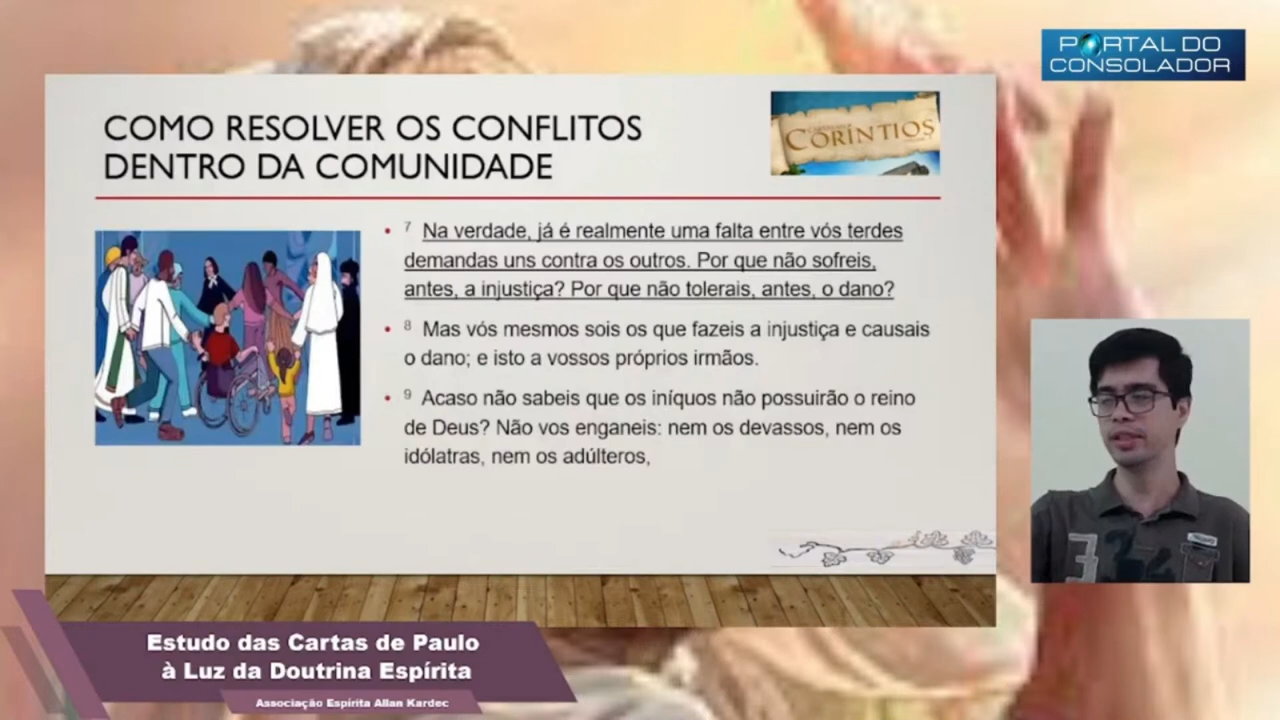 PORTAL DO
CONSOLADOR
COMO RESOLVER OS CONFLITOS
DENTRO DA COMUNIDADE
CORÍNTIOS
7 Na verdade, já é realmente uma falta entre vós terdes
demandas uns contra os outros. Por que não sofreis,
antes, a injustiça? Por que não tolerais, antes, o dano?
8 Mas vós mesmos sois os que fazeis a injustiça e causais
o dano; e isto a vossos próprios irmãos.
9 Acaso não sabeis que os iníquos não possuirão o reino
de Deus? Não vos enganeis: nem os devassos, nem os
idólatras, nem os adúlteros,
Estudo das Cartas de Paulo
à Luz da Doutrina Espírita
Associação Espírita Allan Kardec